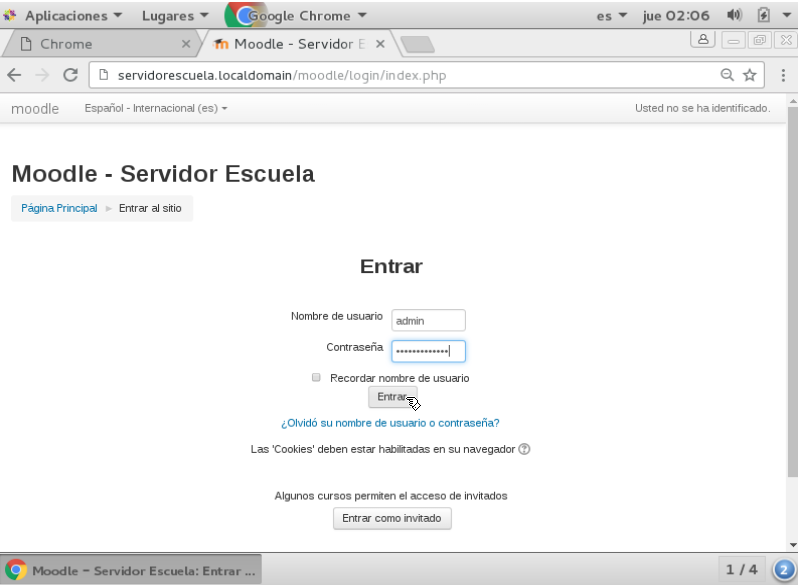 Aplicaciones Lugares Google Chrome es jue 02:06
Chrome Moodle - Servidor E
servidorescuela.localdomain/moodle/login/index.php
moodle Español - Internacional (es) Usted no se ha identificado.
Moodle - Servidor Escuela
Página Principal Entrar al sitio
Entrar
Nombre de usuario admin
Contraseña •••••••••••••
Recordar nombre de usuario
Entrar
¿Olvidó su nombre de usuario o contraseña?
Las 'Cookies' deben estar habilitadas en su navegador ?
Algunos cursos permiten el acceso de invitados
Entrar como invitado
Moodle - Servidor Escuela: Entrar ... 1 / 4 2